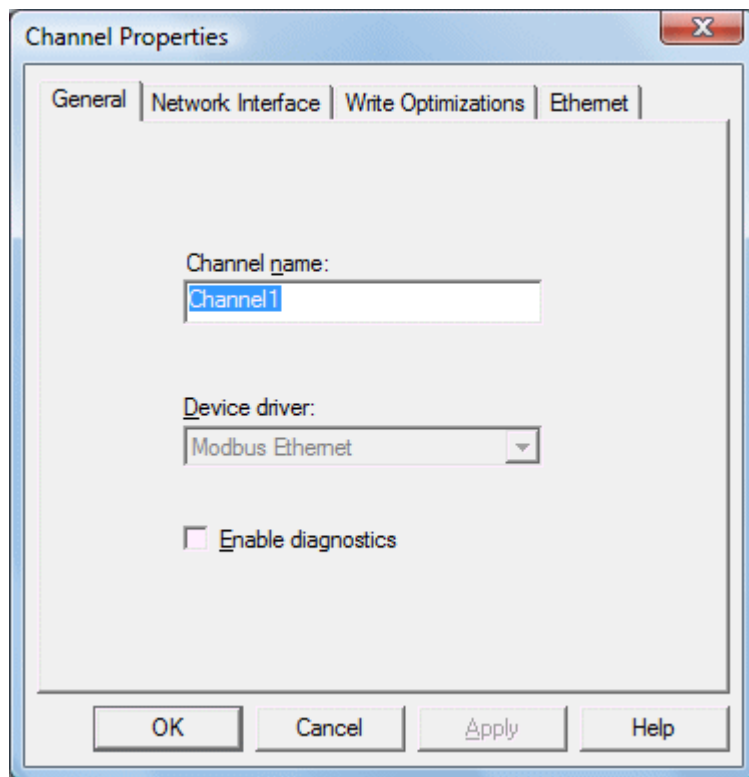 Channel Properties
General Network Interface Write Optimizations Ethernet
Channel name:
Channel1
Device driver:
Modbus Ethernet
Enable diagnostics
OK Cancel Apply Help